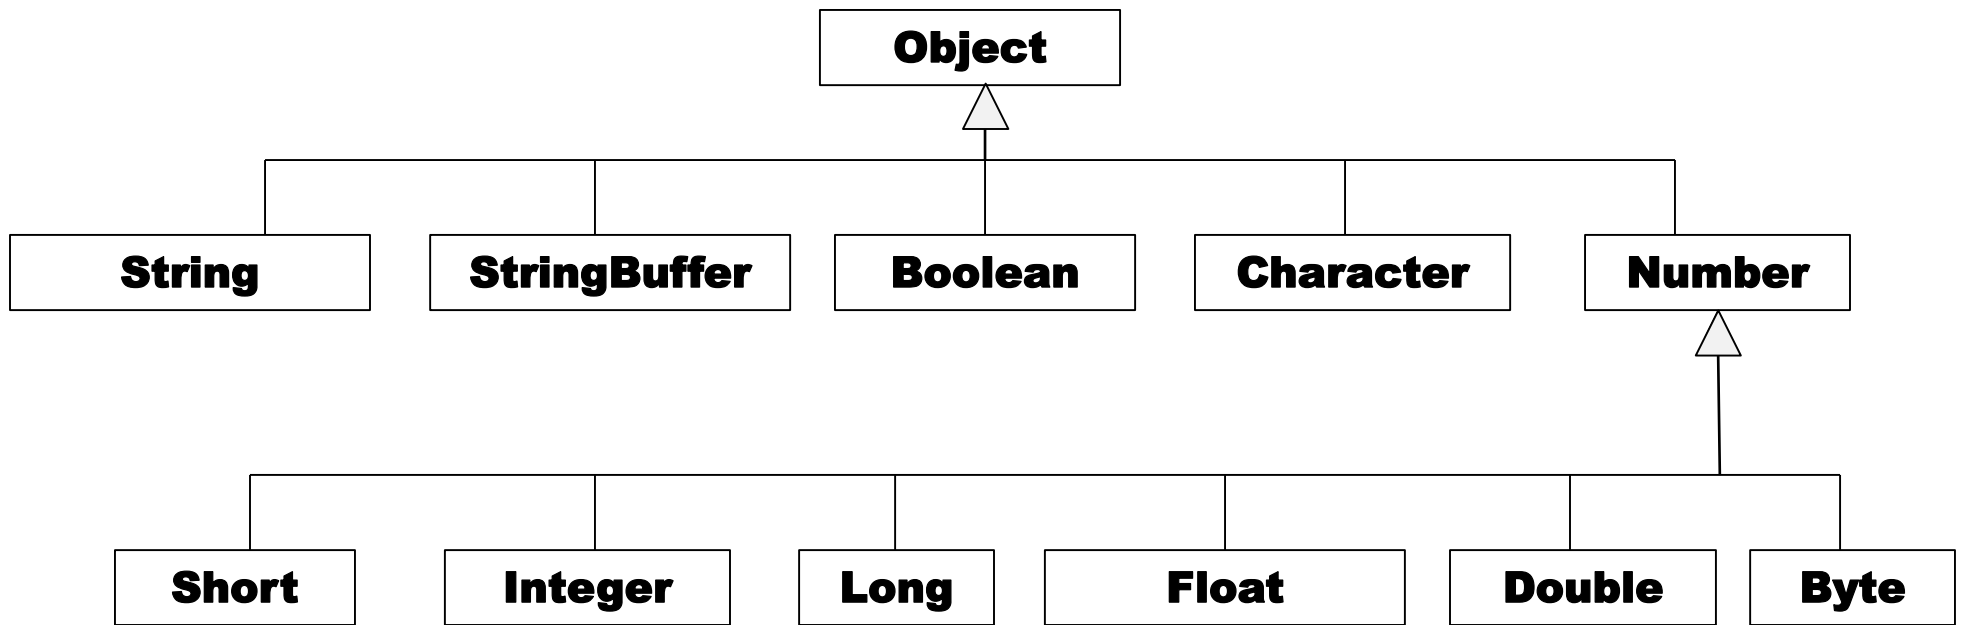 Object
String StringBuffer Boolean Character Number
Short Integer Long Float Double Byte